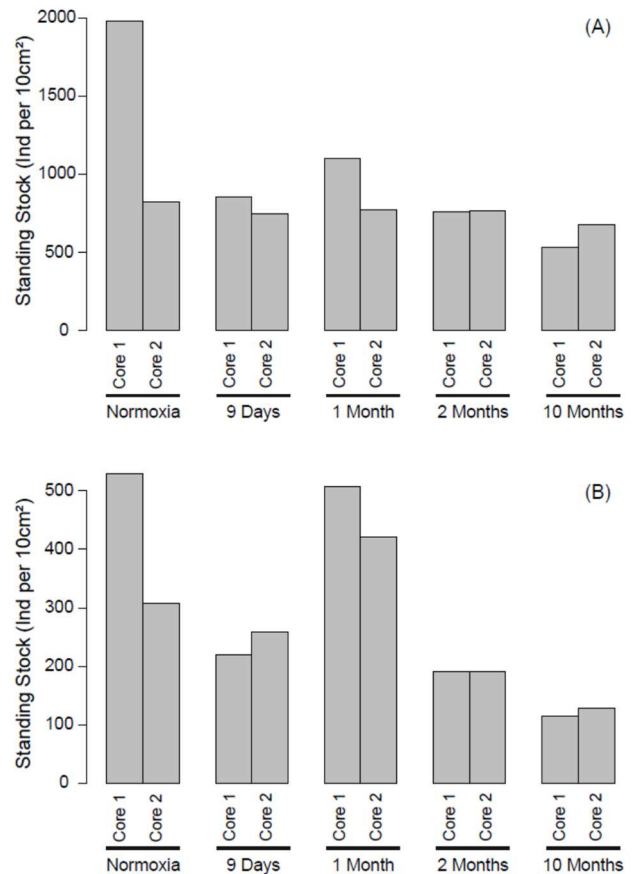 (A)
Standing Stock (Ind per 10cm²)
2000
1500
1000
500
0
Core 1
Core 2
Core 1
Core 2
Core 1
Core 2
Core 1
Core 2
Core 1
Core 2
Normoxia
9 Days
1 Month
2 Months
10 Months
(B)
Standing Stock (Ind per 10cm²)
500
400
300
200
100
0
Core 1
Core 2
Core 1
Core 2
Core 1
Core 2
Core 1
Core 2
Core 1
Core 2
Normoxia
9 Days
1 Month
2 Months
10 Months